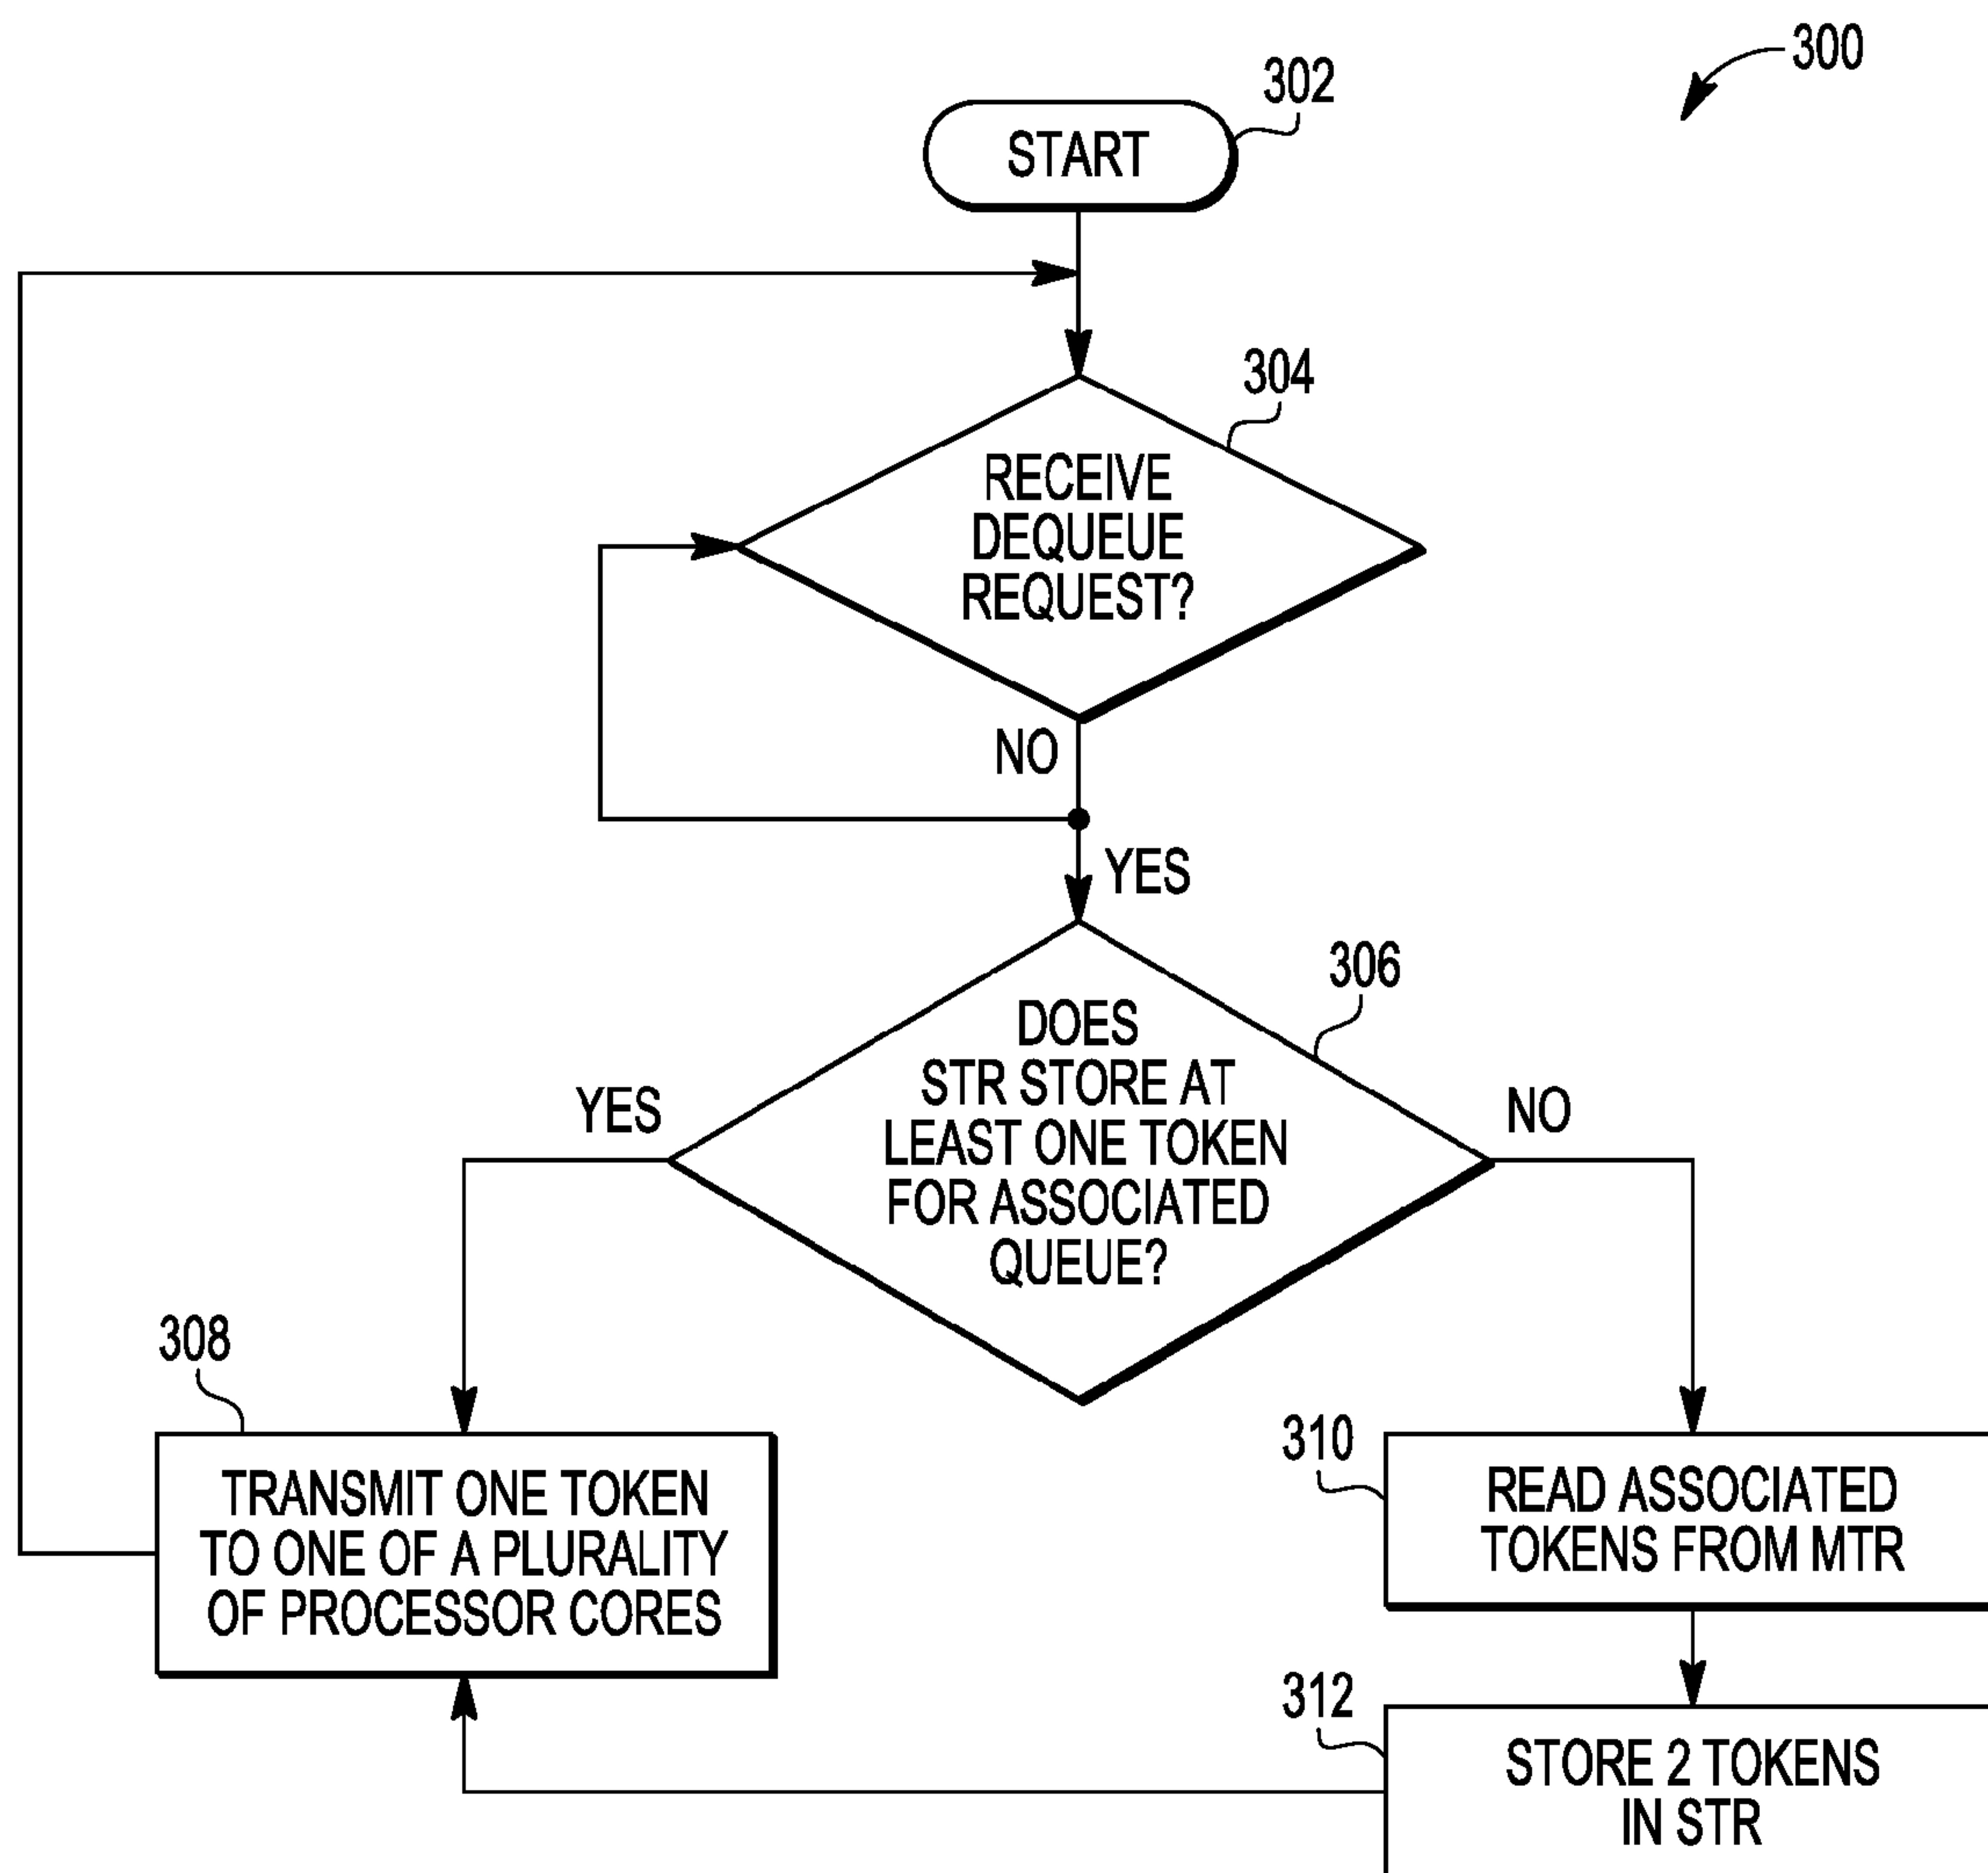 300
302
START
304
RECEIVE
DEQUEUE
REQUEST?
NO
YES
306
DOES
STR STORE AT
LEAST ONE TOKEN
FOR ASSOCIATED
QUEUE?
YES
NO
308
TRANSMIT ONE TOKEN
TO ONE OF A PLURALITY
OF PROCESSOR CORES
310
READ ASSOCIATED
TOKENS FROM MTR
312
STORE 2 TOKENS
IN STR